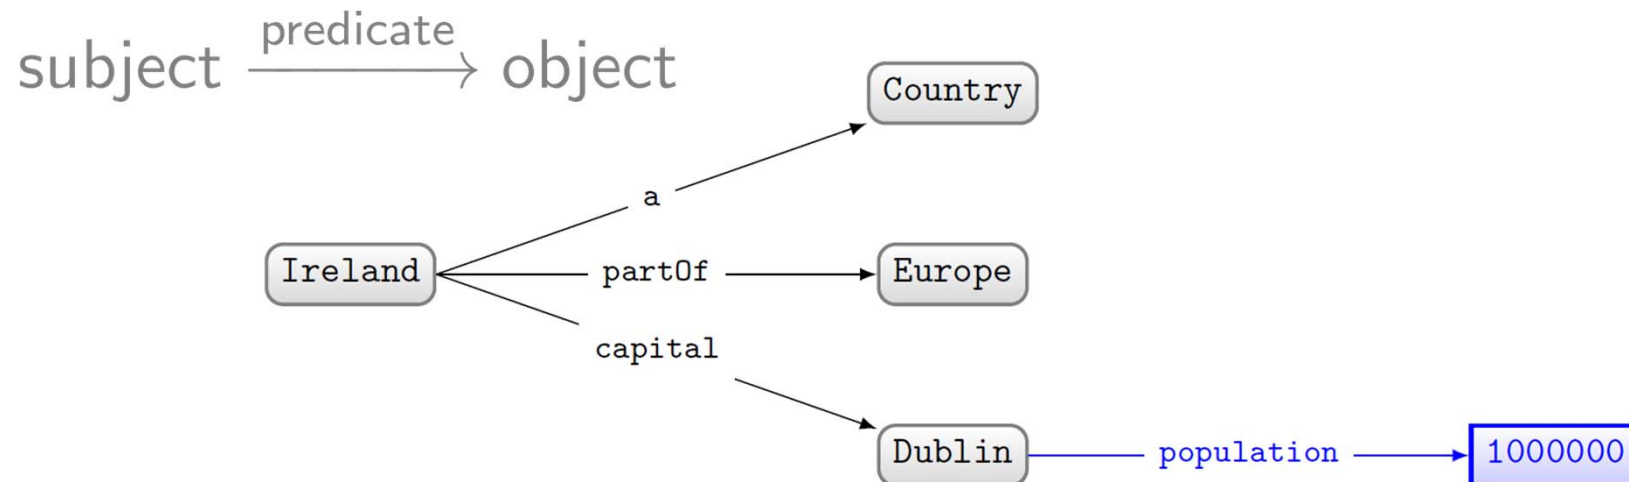 predicate
subject object
Country
a
Ireland partOf Europe
capital
Dublin population 1000000